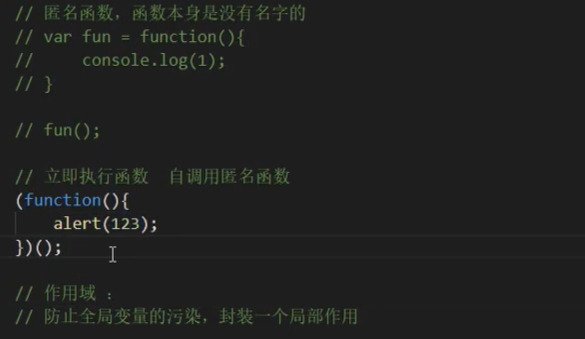 // 匿名函数，函数本身是没有名字的
// var fun = function(){
//     console.log(1);
// }
// fun();
// 立即执行函数  自调用匿名函数
(function(){
    alert(123);
})();
// 作用域 ：
// 防止全局变量的污染，封装一个局部作用